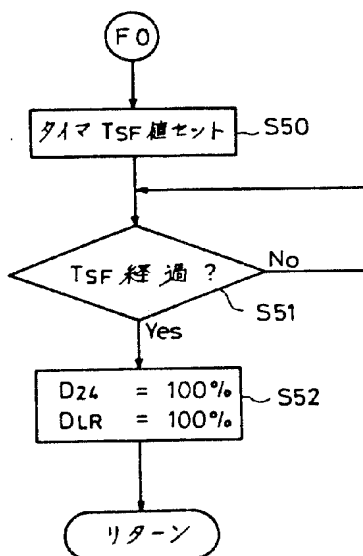 F0
タイマ TSF 値セット
S50
TSF 経過?
No
S51
Yes
D24 = 100%
DLR = 100%
S52
リターン